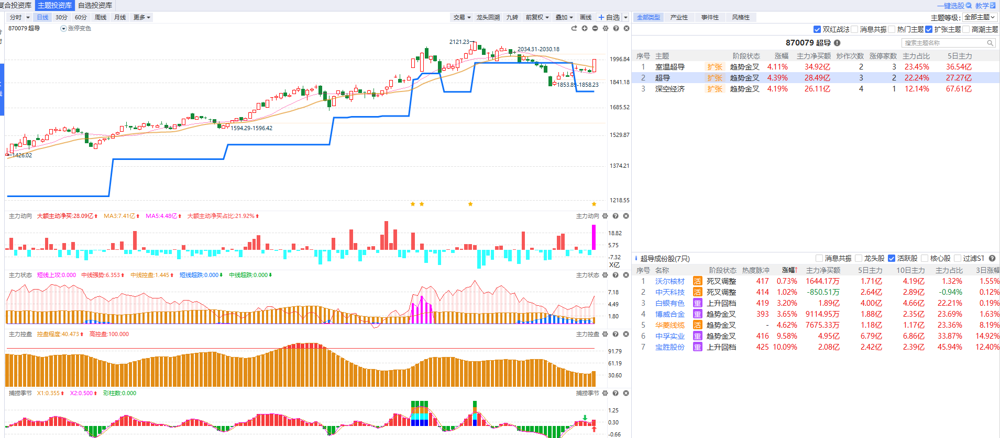 复合投资库 主题投资库 自选投资库 一键选股 教学
分时 日线 30分 60分 周线 月线 更多 交易 龙头回溯 九转 前复权 叠加 画线 自选 全部类型 产业性 事件性 风格性 主题等级: 全部主题
870079 超导 涨停变色
双红战法 消息共振 热门主题 扩张主题 高潮主题
870079 超导 搜索主题名称
序号 主题 阶段状态 涨幅 主力净买额 炒作次数 涨停家数 主力占比 5日主力
1 室温超导 扩张 趋势金叉 4.11% 34.92亿 2 3 23.45% 36.54亿
2 超导 扩张 趋势金叉 4.39% 28.49亿 3 2 22.24% 27.27亿
3 深空经济 扩张 趋势金叉 4.19% 26.11亿 4 1 12.14% 67.61亿
2121.23
2034.31-2030.18
1853.89-1858.23
1594.29-1596.42
1426.02
1996.84
1841.18
1685.52
1529.87
1374.21
1218.55
主力动向 大额主动净买:28.09亿 MA3:7.41亿 MA5:4.48亿 大额主动净买占比:21.92% 主力动向
18.82
5.75
-7.32
X亿
主力状态 短线上攻:0.000 中线强势:6.353 中线控盘:1.445 短线超跌:0.000 中线超跌:0.000 主力状态
7.18
4.49
1.80
主力控盘 控盘程度:40.473 高控盘:100.000 主力控盘
91.79
61.19
30.60
捕捞季节 X1:0.355 X2:0.500 彩柱数:0.000 捕捞季节
1.25
0.30
-0.66
超导成份股(7只) 消息共振 龙头股 活跃股 核心股 过滤ST
序号 名称 阶段状态 热度脉冲 涨幅↑ 主力净买额 5日主力 10日主力 主力占比 3日涨幅
1 沃尔核材 活 死叉调整 417 0.73% 1644.17万 1.71亿 4.19亿 1.32% 1.55%
2 中天科技 活 死叉调整 414 1.02% -850.51万 2.64亿 2.89亿 -0.94% 0.12%
3 白银有色 重 上升回档 419 3.20% 1.89亿 4.00亿 4.66亿 22.21% 0.19%
4 博威合金 重 趋势金叉 393 3.65% 9114.95万 1.88亿 2.35亿 23.69% 1.63%
5 华菱线缆 活 趋势金叉 - 4.62% 7675.33万 1.18亿 1.17亿 23.36% 8.19%
6 中孚实业 重 趋势金叉 416 9.58% 4.95亿 6.79亿 6.86亿 33.87% 14.92%
7 宝胜股份 重 上升回档 425 10.09% 2.08亿 2.42亿 2.39亿 45.94% 12.40%